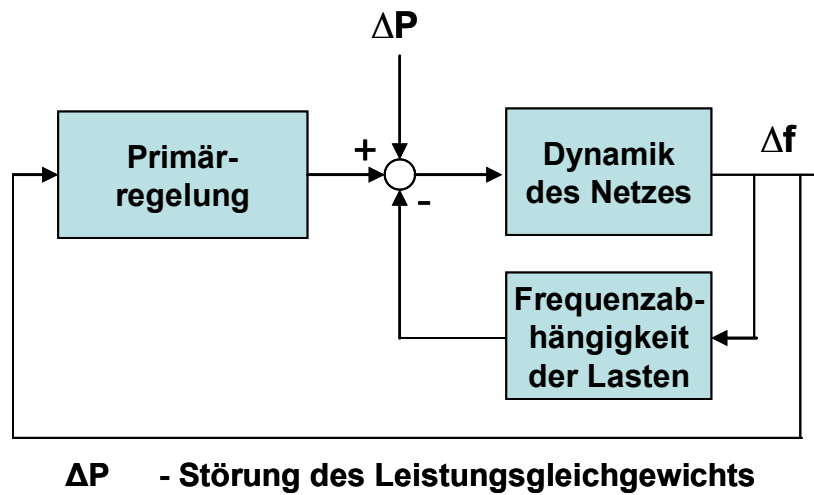 ΔP
Primär-
regelung
+
-
Dynamik
des Netzes
Δf
Frequenzab-
hängigkeit
der Lasten
ΔP - Störung des Leistungsgleichgewichts